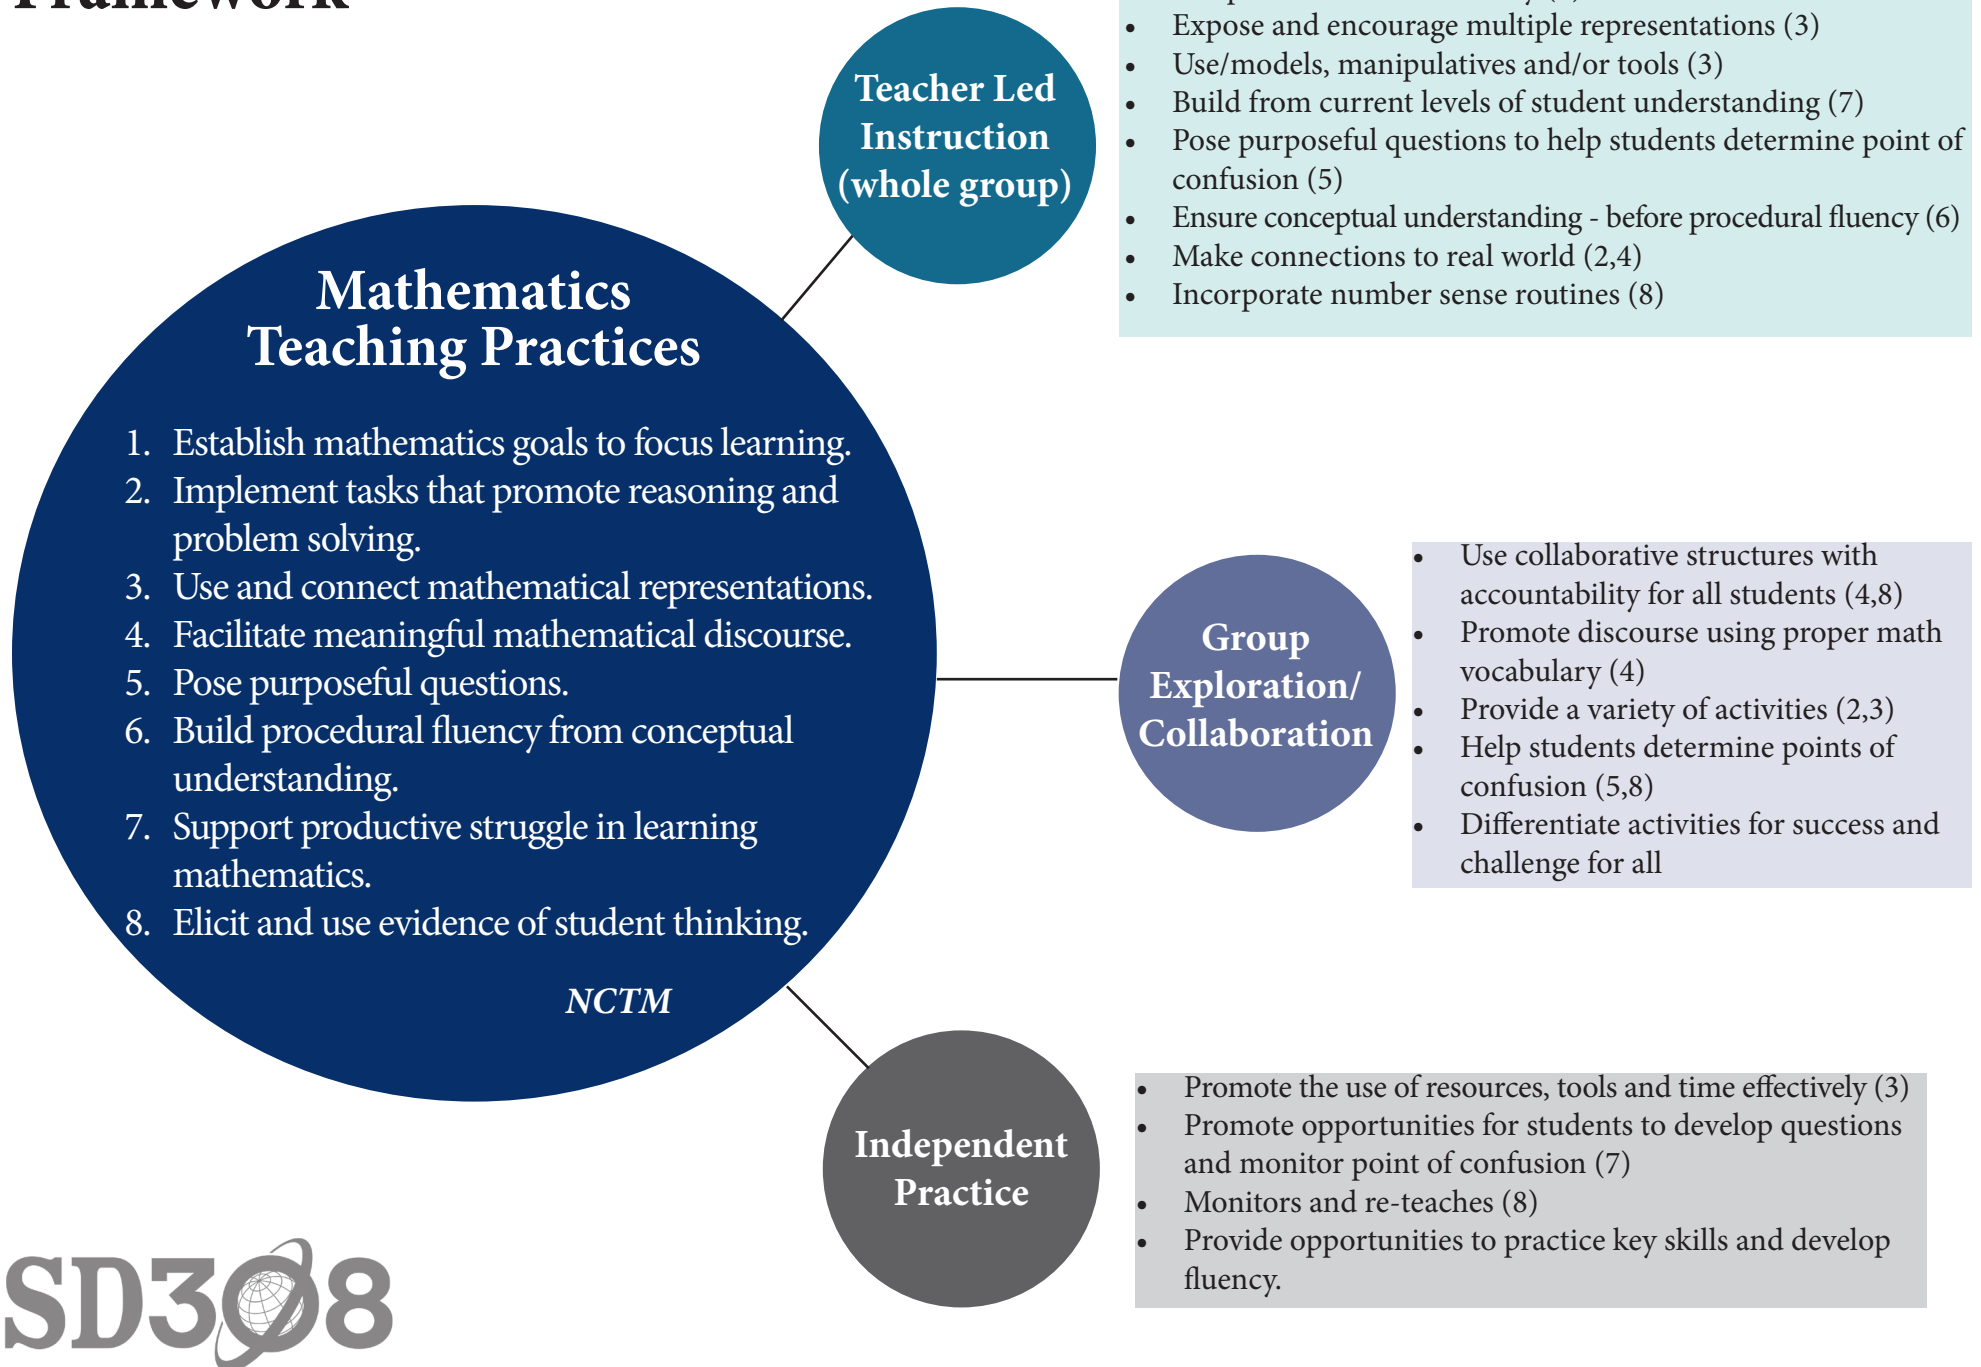 Framework
• Expose and encourage multiple representations (3)
• Use/models, manipulatives and/or tools (3)
• Build from current levels of student understanding (7)
• Pose purposeful questions to help students determine point of
confusion (5)
• Ensure conceptual understanding - before procedural fluency (6)
• Make connections to real world (2,4)
• Incorporate number sense routines (8)
Teacher Led
Instruction
(whole group)
Mathematics
Teaching Practices
1. Establish mathematics goals to focus learning.
2. Implement tasks that promote reasoning and
problem solving.
3. Use and connect mathematical representations.
4. Facilitate meaningful mathematical discourse.
5. Pose purposeful questions.
6. Build procedural fluency from conceptual
understanding.
7. Support productive struggle in learning
mathematics.
8. Elicit and use evidence of student thinking.
NCTM
Group
Exploration/
Collaboration
• Use collaborative structures with
accountability for all students (4,8)
• Promote discourse using proper math
vocabulary (4)
• Provide a variety of activities (2,3)
• Help students determine points of
confusion (5,8)
• Differentiate activities for success and
challenge for all
Independent
Practice
• Promote the use of resources, tools and time effectively (3)
• Promote opportunities for students to develop questions
and monitor point of confusion (7)
• Monitors and re-teaches (8)
• Provide opportunities to practice key skills and develop
fluency.
SD308